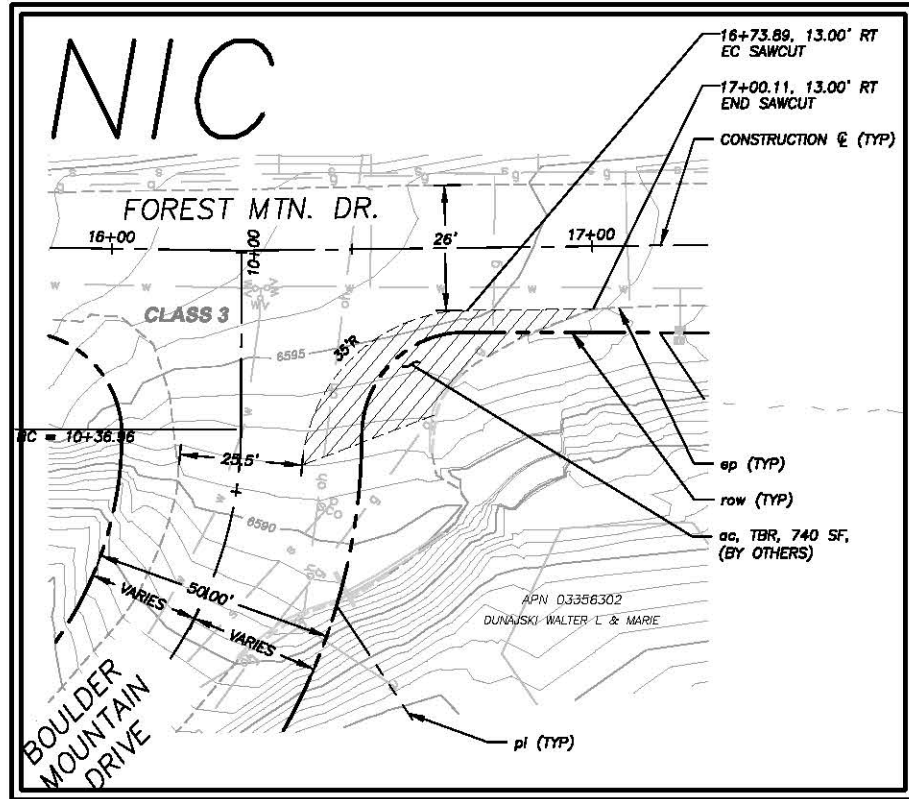 NIC
16+73.89, 13.00' RT
EC SAWCUT
17+00.11, 13.00' RT
END SAWCUT
CONSTRUCTION ℄ (TYP)
FOREST MTN. DR.
16+00
10+00
26'
17+00
CLASS 3
6595
35'R
BC = 10+36.96
25.5'
ep (TYP)
row (TYP)
6590
ac, TBR, 740 SF,
(BY OTHERS)
50.00'
VARIES
VARIES
APN 03356302
DUNAJSKI WALTER L & MARIE
BOULDER
MOUNTAIN
DRIVE
pl (TYP)